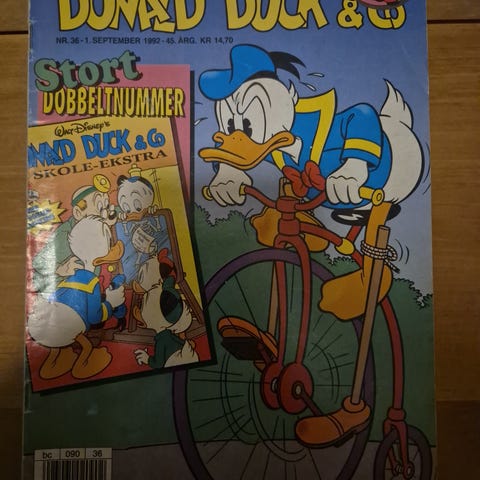 DONALD DUCK & Co
NR. 36 - 1. SEPTEMBER 1992 - 45. ÅRG. KR 14,70
Stort
DOBBELTNUMMER
Walt Disney's
NALD DUCK & Co
SKOLE-EKSTRA
bc 090 36